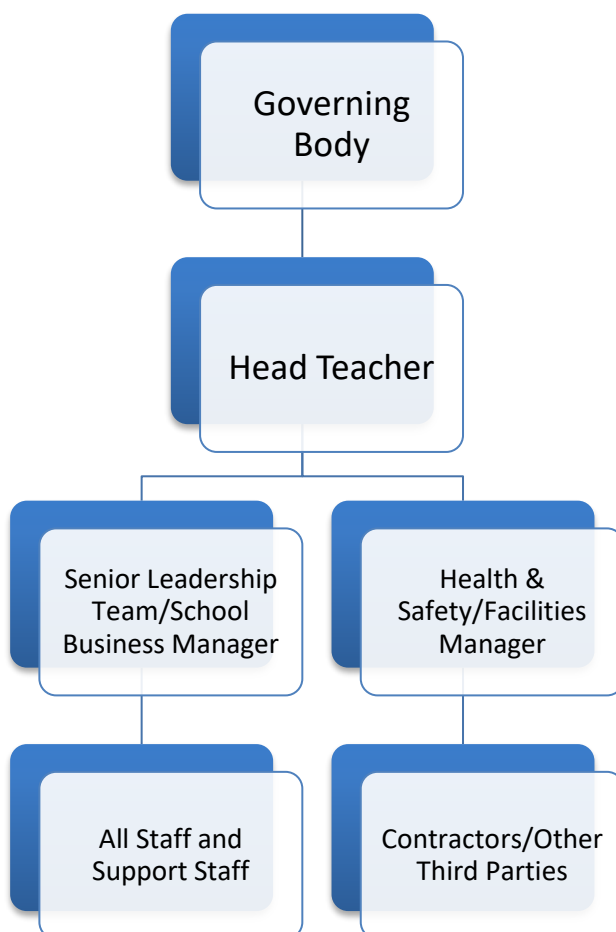 Governing
Body
Head Teacher
Senior Leadership
Team/School
Business Manager
Health &
Safety/Facilities
Manager
All Staff and
Support Staff
Contractors/Other
Third Parties